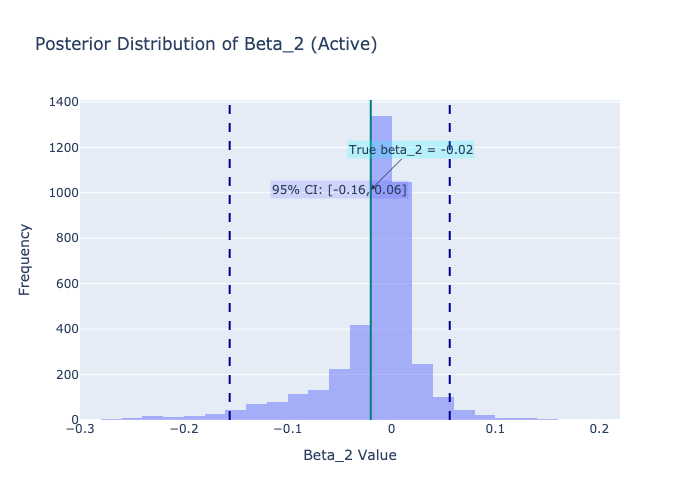 Posterior Distribution of Beta_2 (Active)
1400
1200
1000
800
600
400
200
0
Frequency
True beta_2 = -0.02
95% CI: [-0.16, 0.06]
−0.3
−0.2
−0.1
0
0.1
0.2
Beta_2 Value